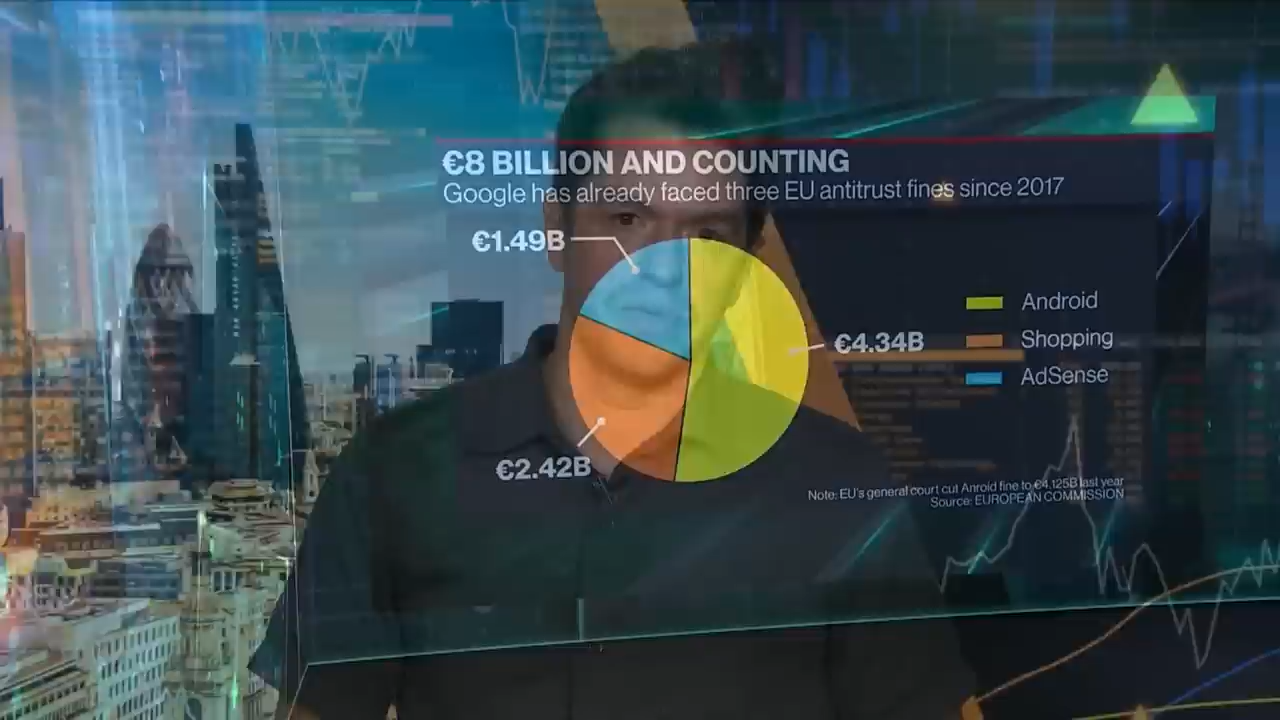 €8 BILLION AND COUNTING
Google has already faced three EU antitrust fines since 2017
€1.49B
€4.34B
€2.42B
Android
Shopping
AdSense
Note: EU's general court cut Anroid fine to €4.125B last year
Source: EUROPEAN COMMISSION